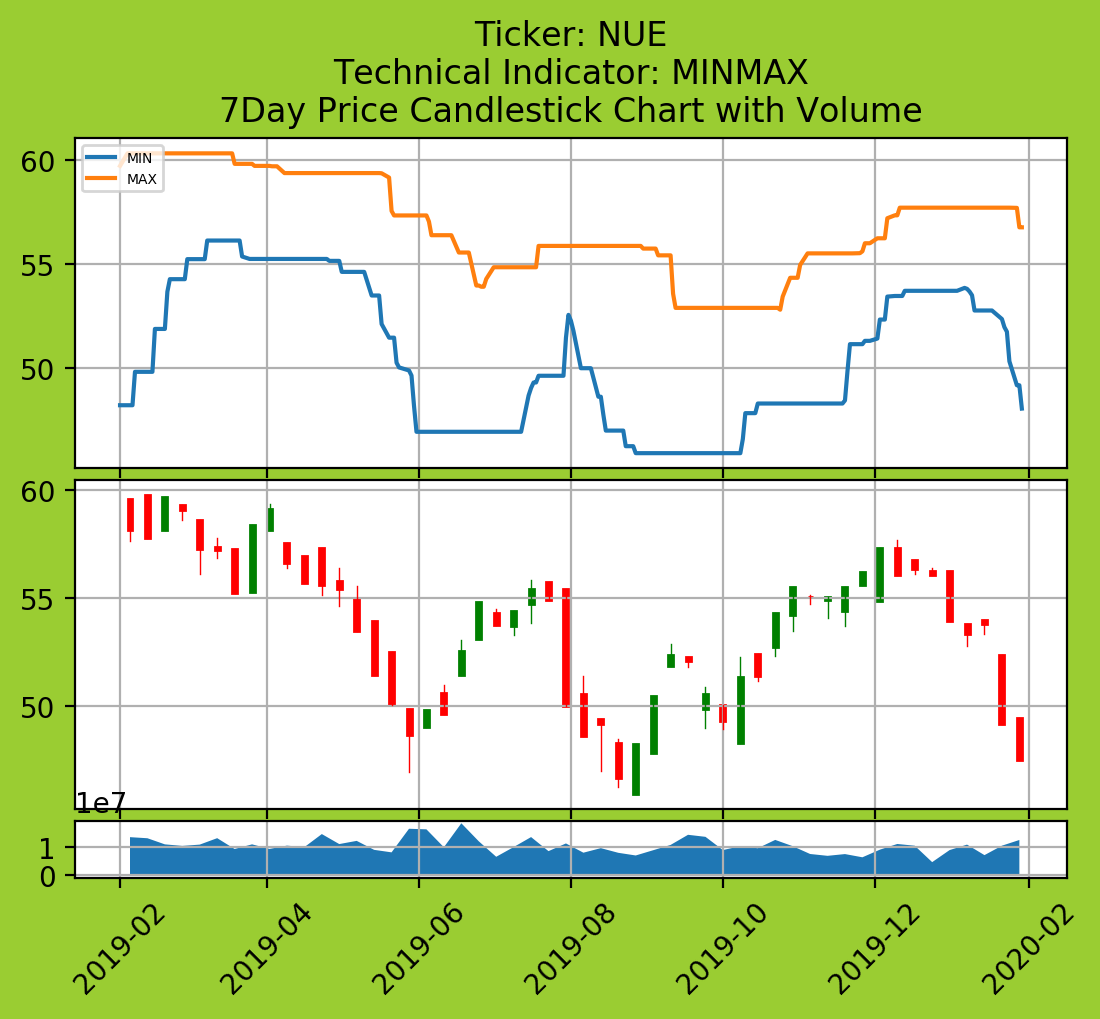 Ticker: NUE
Technical Indicator: MINMAX
7Day Price Candlestick Chart with Volume
MIN
MAX
60
55
50
60
55
50
1e7
1
0
2019-02
2019-04
2019-06
2019-08
2019-10
2019-12
2020-02